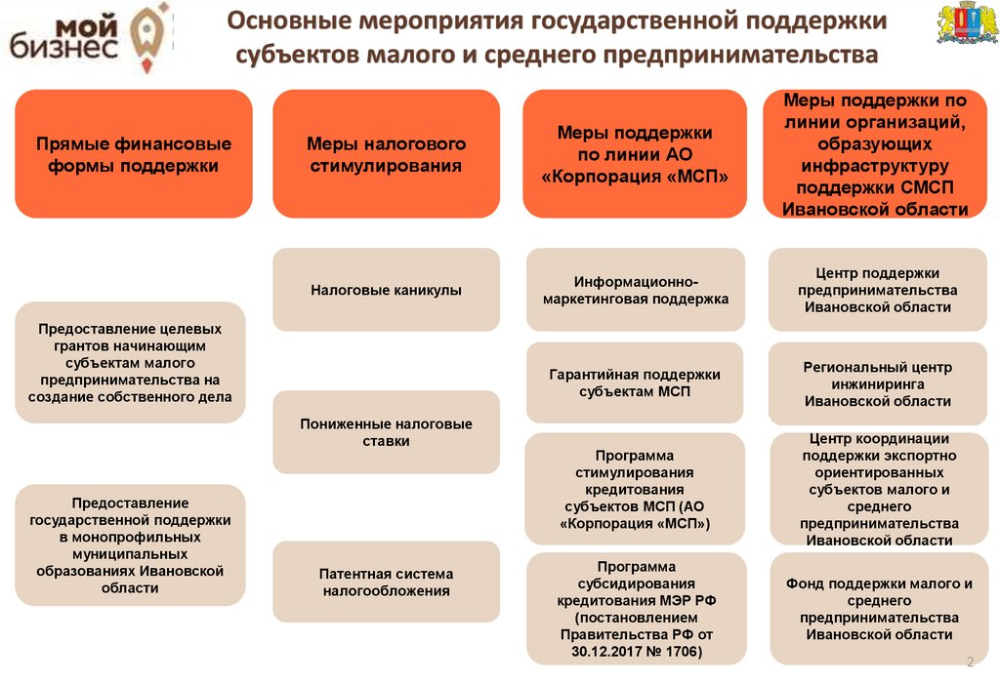 мой
бизнес
Основные мероприятия государственной поддержки
субъектов малого и среднего предпринимательства
Прямые финансовые
формы поддержки
Предоставление целевых
грантов начинающим
субъектам малого
предпринимательства на
создание собственного дела
Предоставление
государственной поддержки
в монопрофильных
муниципальных
образованиях Ивановской
области
Меры налогового
стимулирования
Налоговые каникулы
Пониженные налоговые
ставки
Патентная система
налогообложения
Меры поддержки
по линии АО
«Корпорация «МСП»
Информационно-
маркетинговая поддержка
Гарантийная поддержки
субъектам МСП
Программа
стимулирования
кредитования
субъектов МСП (АО
«Корпорация «МСП»)
Программа
субсидирования
кредитования МЭР РФ
(постановлением
Правительства РФ от
30.12.2017 № 1706)
Меры поддержки по
линии организаций,
образующих
инфраструктуру
поддержки СМСП
Ивановской области
Центр поддержки
предпринимательства
Ивановской области
Региональный центр
инжиниринга
Ивановской области
Центр координации
поддержки экспортно
ориентированных
субъектов малого и
среднего
предпринимательства
Ивановской области
Фонд поддержки малого и
среднего
предпринимательства
Ивановской области
2